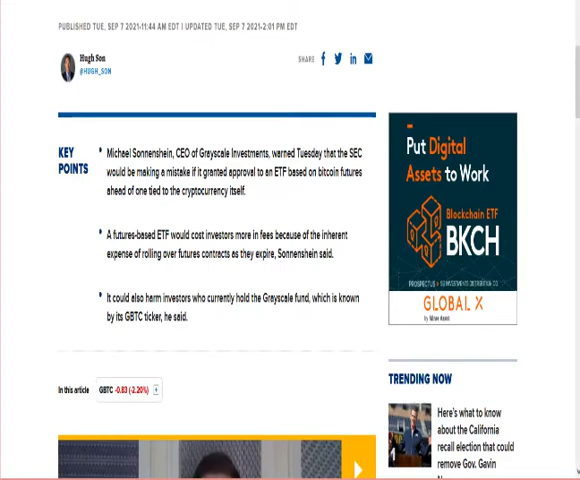 PUBLISHED TUE, SEP 7 2021 11:44 AM EDT | UPDATED TUE, SEP 7 2021 2:01 PM EDT
Hugh Son
@HUGH_SON
SHARE
KEY
POINTS
• Michael Sonnenshein, CEO of Grayscale Investments, warned Tuesday that the SEC
would be making a mistake if it granted approval to an ETF based on bitcoin futures
ahead of one tied to the cryptocurrency itself.
• A futures-based ETF would cost investors more in fees because of the inherent
expense of rolling over futures contracts as they expire, Sonnenshein said.
• It could also harm investors who currently hold the Grayscale fund, which is known
by its GBTC ticker, he said.
In this article
GBTC -0.83 (-2.20%) +
Put Digital
Assets to Work
Blockchain ETF
BKCH
PROSPECTUS
GLOBAL X
by Mirae Asset
TRENDING NOW
1
Here's what to know
about the California
recall election that could
remove Gov. Gavin